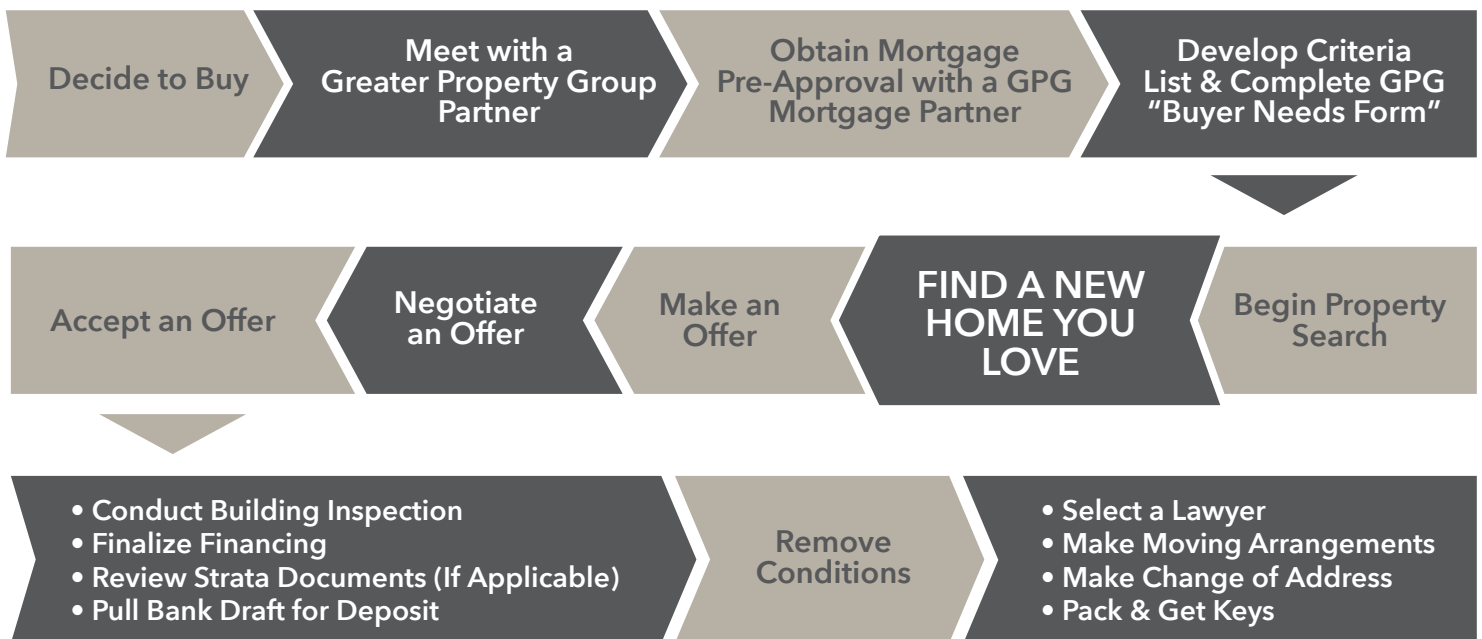 Decide to Buy
Meet with a
Greater Property Group
Partner
Obtain Mortgage
Pre-Approval with a GPG
Mortgage Partner
Develop Criteria
List & Complete GPG
“Buyer Needs Form”
Begin Property
Search
FIND A NEW
HOME YOU
LOVE
Make an
Offer
Negotiate
an Offer
Accept an Offer
• Conduct Building Inspection
• Finalize Financing
• Review Strata Documents (If Applicable)
• Pull Bank Draft for Deposit
Remove
Conditions
• Select a Lawyer
• Make Moving Arrangements
• Make Change of Address
• Pack & Get Keys